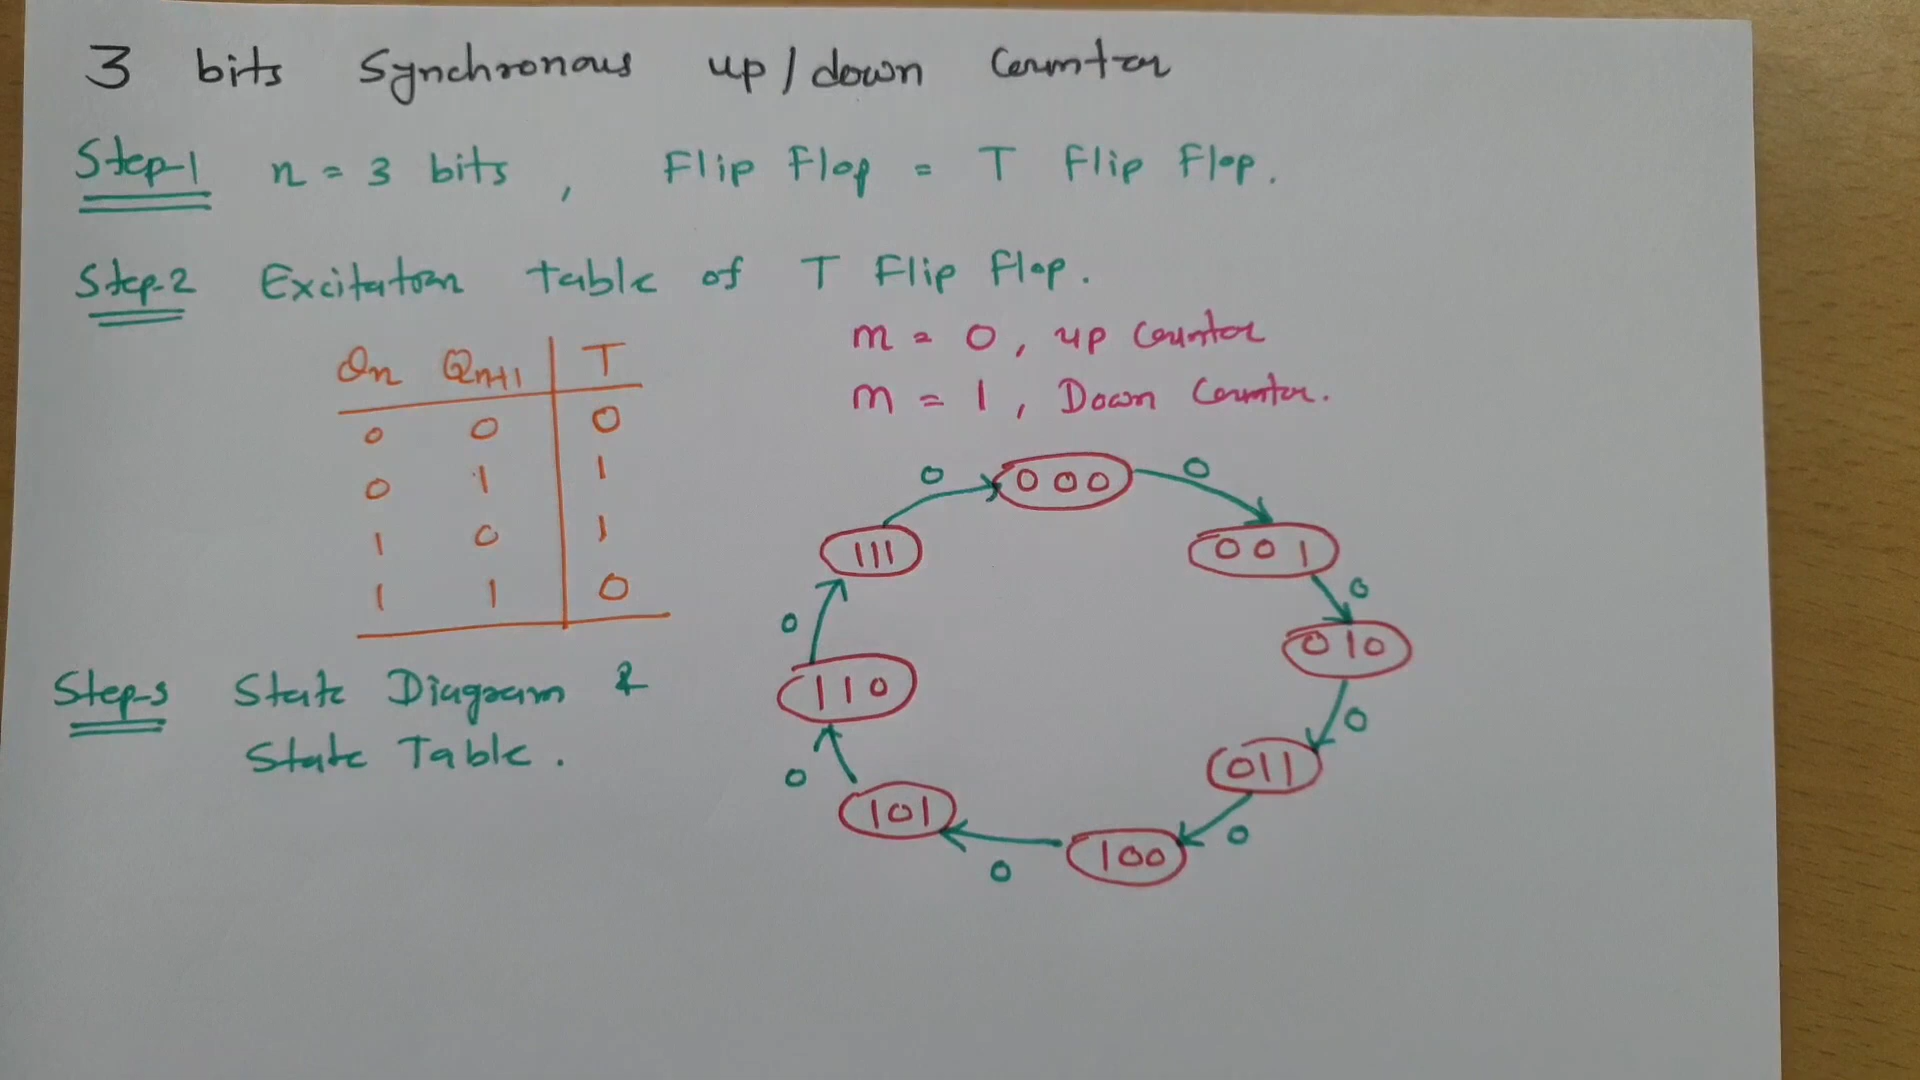 3 bits Synchronous up/down Counter
Step-1 n = 3 bits , Flip Flop = T Flip Flop.
Step-2 Excitation table of T Flip Flop.
m = 0, up Counter
m = 1, Down Counter.
Qn Qn+1 T
0 0 0
0 1 1
1 0 1
1 1 0
Step-3 State Diagram &
State Table.
0 000 0
111 001
0 0
010
110 0
0 011
101 0
0 100